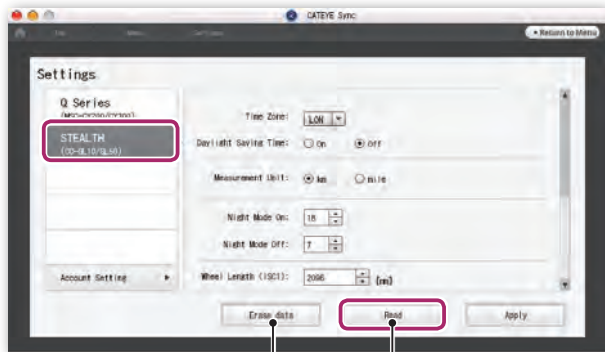 CATEYE Sync
Return to Menu
Settings
Q Series
STEALTH
(CO-GL10/GL50)
Account Setting
Time Zone: LON
Daylight Saving Time: On Off
Measurement Unit: km mile
Night Mode On: 18
Night Mode Off: 7
Wheel Length (ISC1): 2096 [mm]
Erase data Read Apply